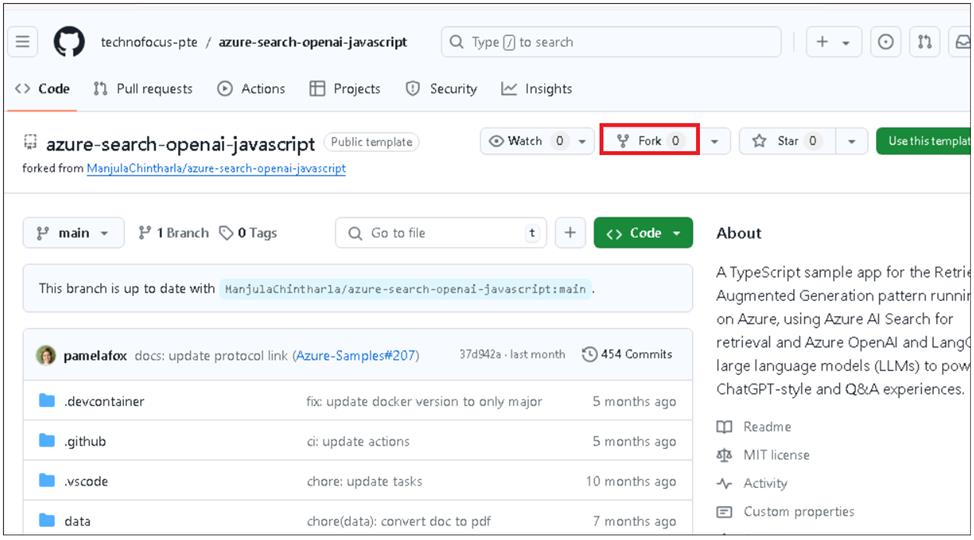 technofocus-pte / azure-search-openai-javascript Type / to search
Code Pull requests Actions Projects Security Insights
azure-search-openai-javascript Public template Watch 0 Fork 0 Star 0 Use this templat
forked from ManjulaChintharla/azure-search-openai-javascript
main 1 Branch 0 Tags Go to file t Code
This branch is up to date with ManjulaChintharla/azure-search-openai-javascript:main.
pamelafox docs: update protocol link (Azure-Samples#207) 37d942a · last month 454 Commits
.devcontainer fix: update docker version to only major 5 months ago
.github ci: update actions 5 months ago
.vscode chore: update tasks 10 months ago
data chore(data): convert doc to pdf 7 months ago
About
A TypeScript sample app for the Retrie
Augmented Generation pattern runnin
on Azure, using Azure AI Search for
retrieval and Azure OpenAI and LangC
large language models (LLMs) to pow
ChatGPT-style and Q&A experiences.
Readme
MIT license
Activity
Custom properties